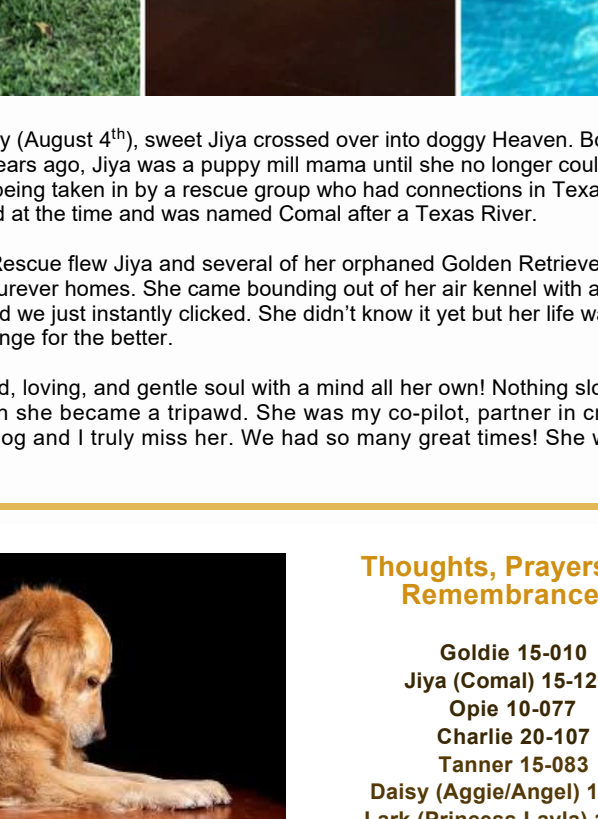 y (August 4th), sweet Jiya crossed over into doggy Heaven. Bo
ears ago, Jiya was a puppy mill mama until she no longer coul
being taken in by a rescue group who had connections in Texa
d at the time and was named Comal after a Texas River.
Rescue flew Jiya and several of her orphaned Golden Retrieve
urever homes. She came bounding out of her air kennel with a
d we just instantly clicked. She didn’t know it yet but her life wa
nge for the better.
d, loving, and gentle soul with a mind all her own! Nothing slo
n she became a tripawd. She was my co-pilot, partner in cr
og and I truly miss her. We had so many great times! She w
Thoughts, Prayers
Remembrance
Goldie 15-010
Jiya (Comal) 15-12
Opie 10-077
Charlie 20-107
Tanner 15-083
Daisy (Aggie/Angel) 1
Lark (Princess Layla)